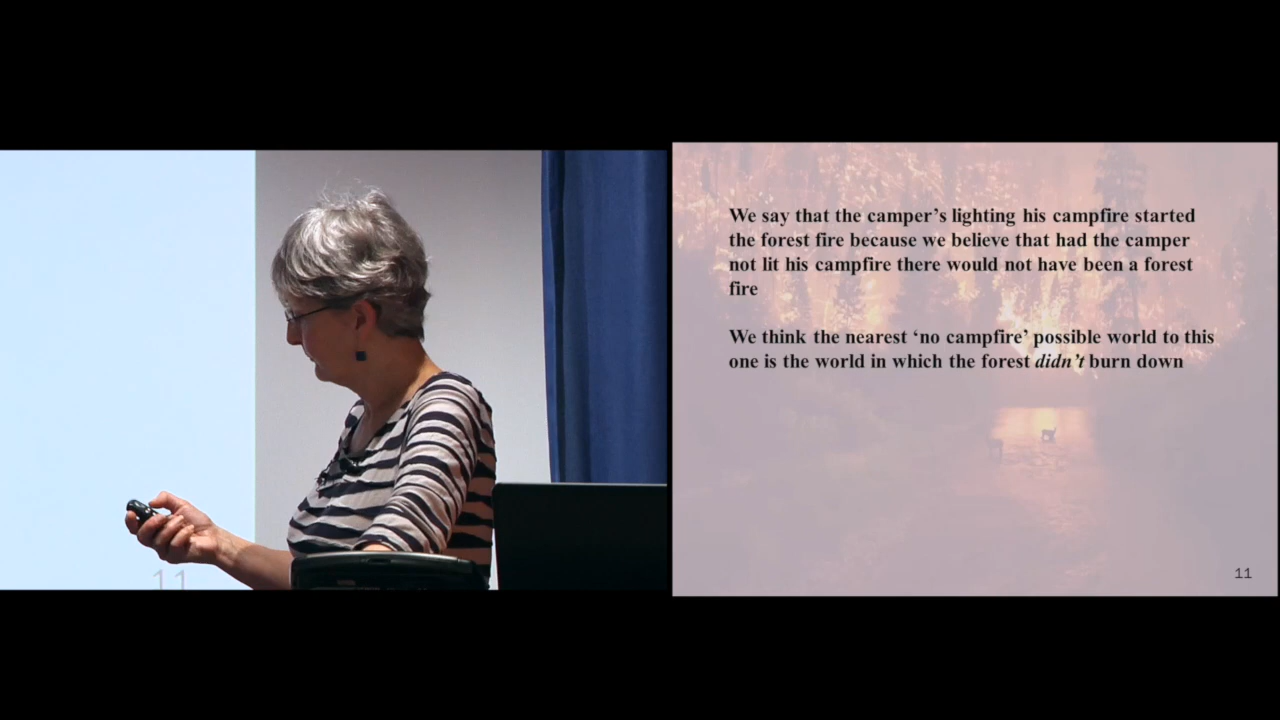 We say that the camper’s lighting his campfire started
the forest fire because we believe that had the camper
not lit his campfire there would not have been a forest
fire
We think the nearest ‘no campfire’ possible world to this
one is the world in which the forest didn’t burn down
11
11